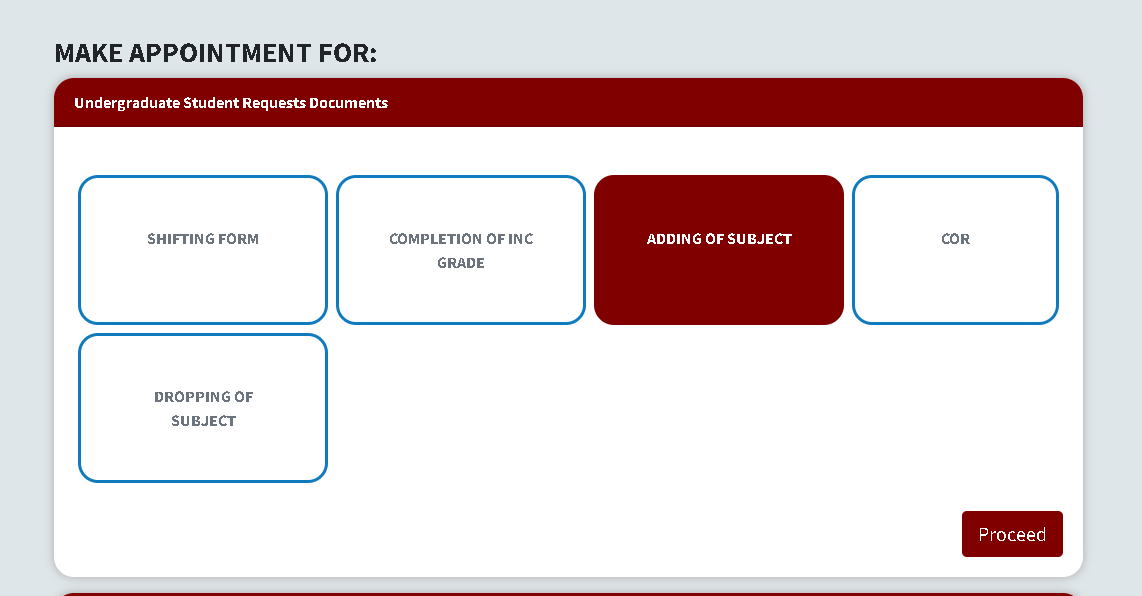 MAKE APPOINTMENT FOR:
Undergraduate Student Requests Documents
SHIFTING FORM
COMPLETION OF INC
GRADE
ADDING OF SUBJECT
COR
DROPPING OF
SUBJECT
Proceed